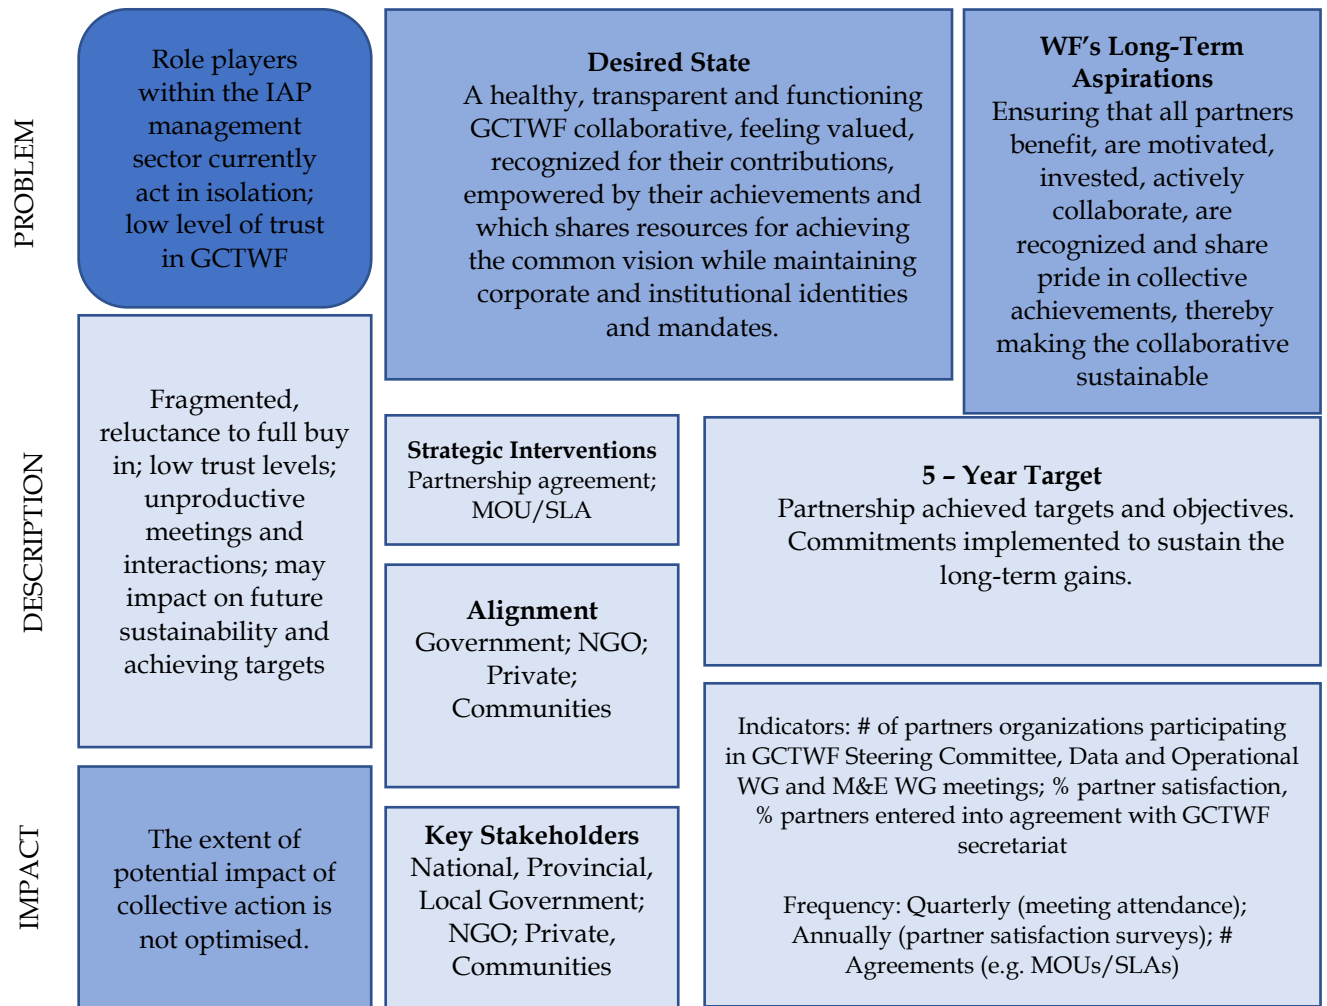 PROBLEM
Role players
within the IAP
management
sector currently
act in isolation;
low level of trust
in GCTWF
Desired State
A healthy, transparent and functioning
GCTWF collaborative, feeling valued,
recognized for their contributions,
empowered by their achievements and
which shares resources for achieving
the common vision while maintaining
corporate and institutional identities
and mandates.
WF’s Long-Term
Aspirations
Ensuring that all partners
benefit, are motivated,
invested, actively
collaborate, are
recognized and share
pride in collective
achievements, thereby
making the collaborative
sustainable
DESCRIPTION
Fragmented,
reluctance to full buy
in; low trust levels;
unproductive
meetings and
interactions; may
impact on future
sustainability and
achieving targets
Strategic Interventions
Partnership agreement;
MOU/SLA
5 – Year Target
Partnership achieved targets and objectives.
Commitments implemented to sustain the
long-term gains.
Alignment
Government; NGO;
Private;
Communities
IMPACT
The extent of
potential impact of
collective action is
not optimised.
Key Stakeholders
National, Provincial,
Local Government;
NGO; Private,
Communities
Indicators: # of partners organizations participating
in GCTWF Steering Committee, Data and Operational
WG and M&E WG meetings; % partner satisfaction,
% partners entered into agreement with GCTWF
secretariat
Frequency: Quarterly (meeting attendance);
Annually (partner satisfaction surveys); #
Agreements (e.g. MOUs/SLAs)